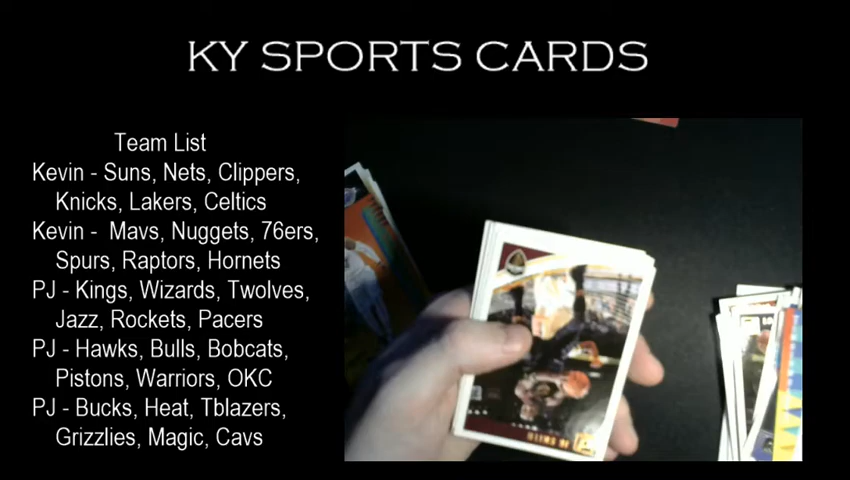 KY SPORTS CARDS
Team List
Kevin - Suns, Nets, Clippers,
Knicks, Lakers, Celtics
Kevin - Mavs, Nuggets, 76ers,
Spurs, Raptors, Hornets
PJ - Kings, Wizards, Twolves,
Jazz, Rockets, Pacers
PJ - Hawks, Bulls, Bobcats,
Pistons, Warriors, OKC
PJ - Bucks, Heat, Tblazers,
Grizzlies, Magic, Cavs
JR SMITH